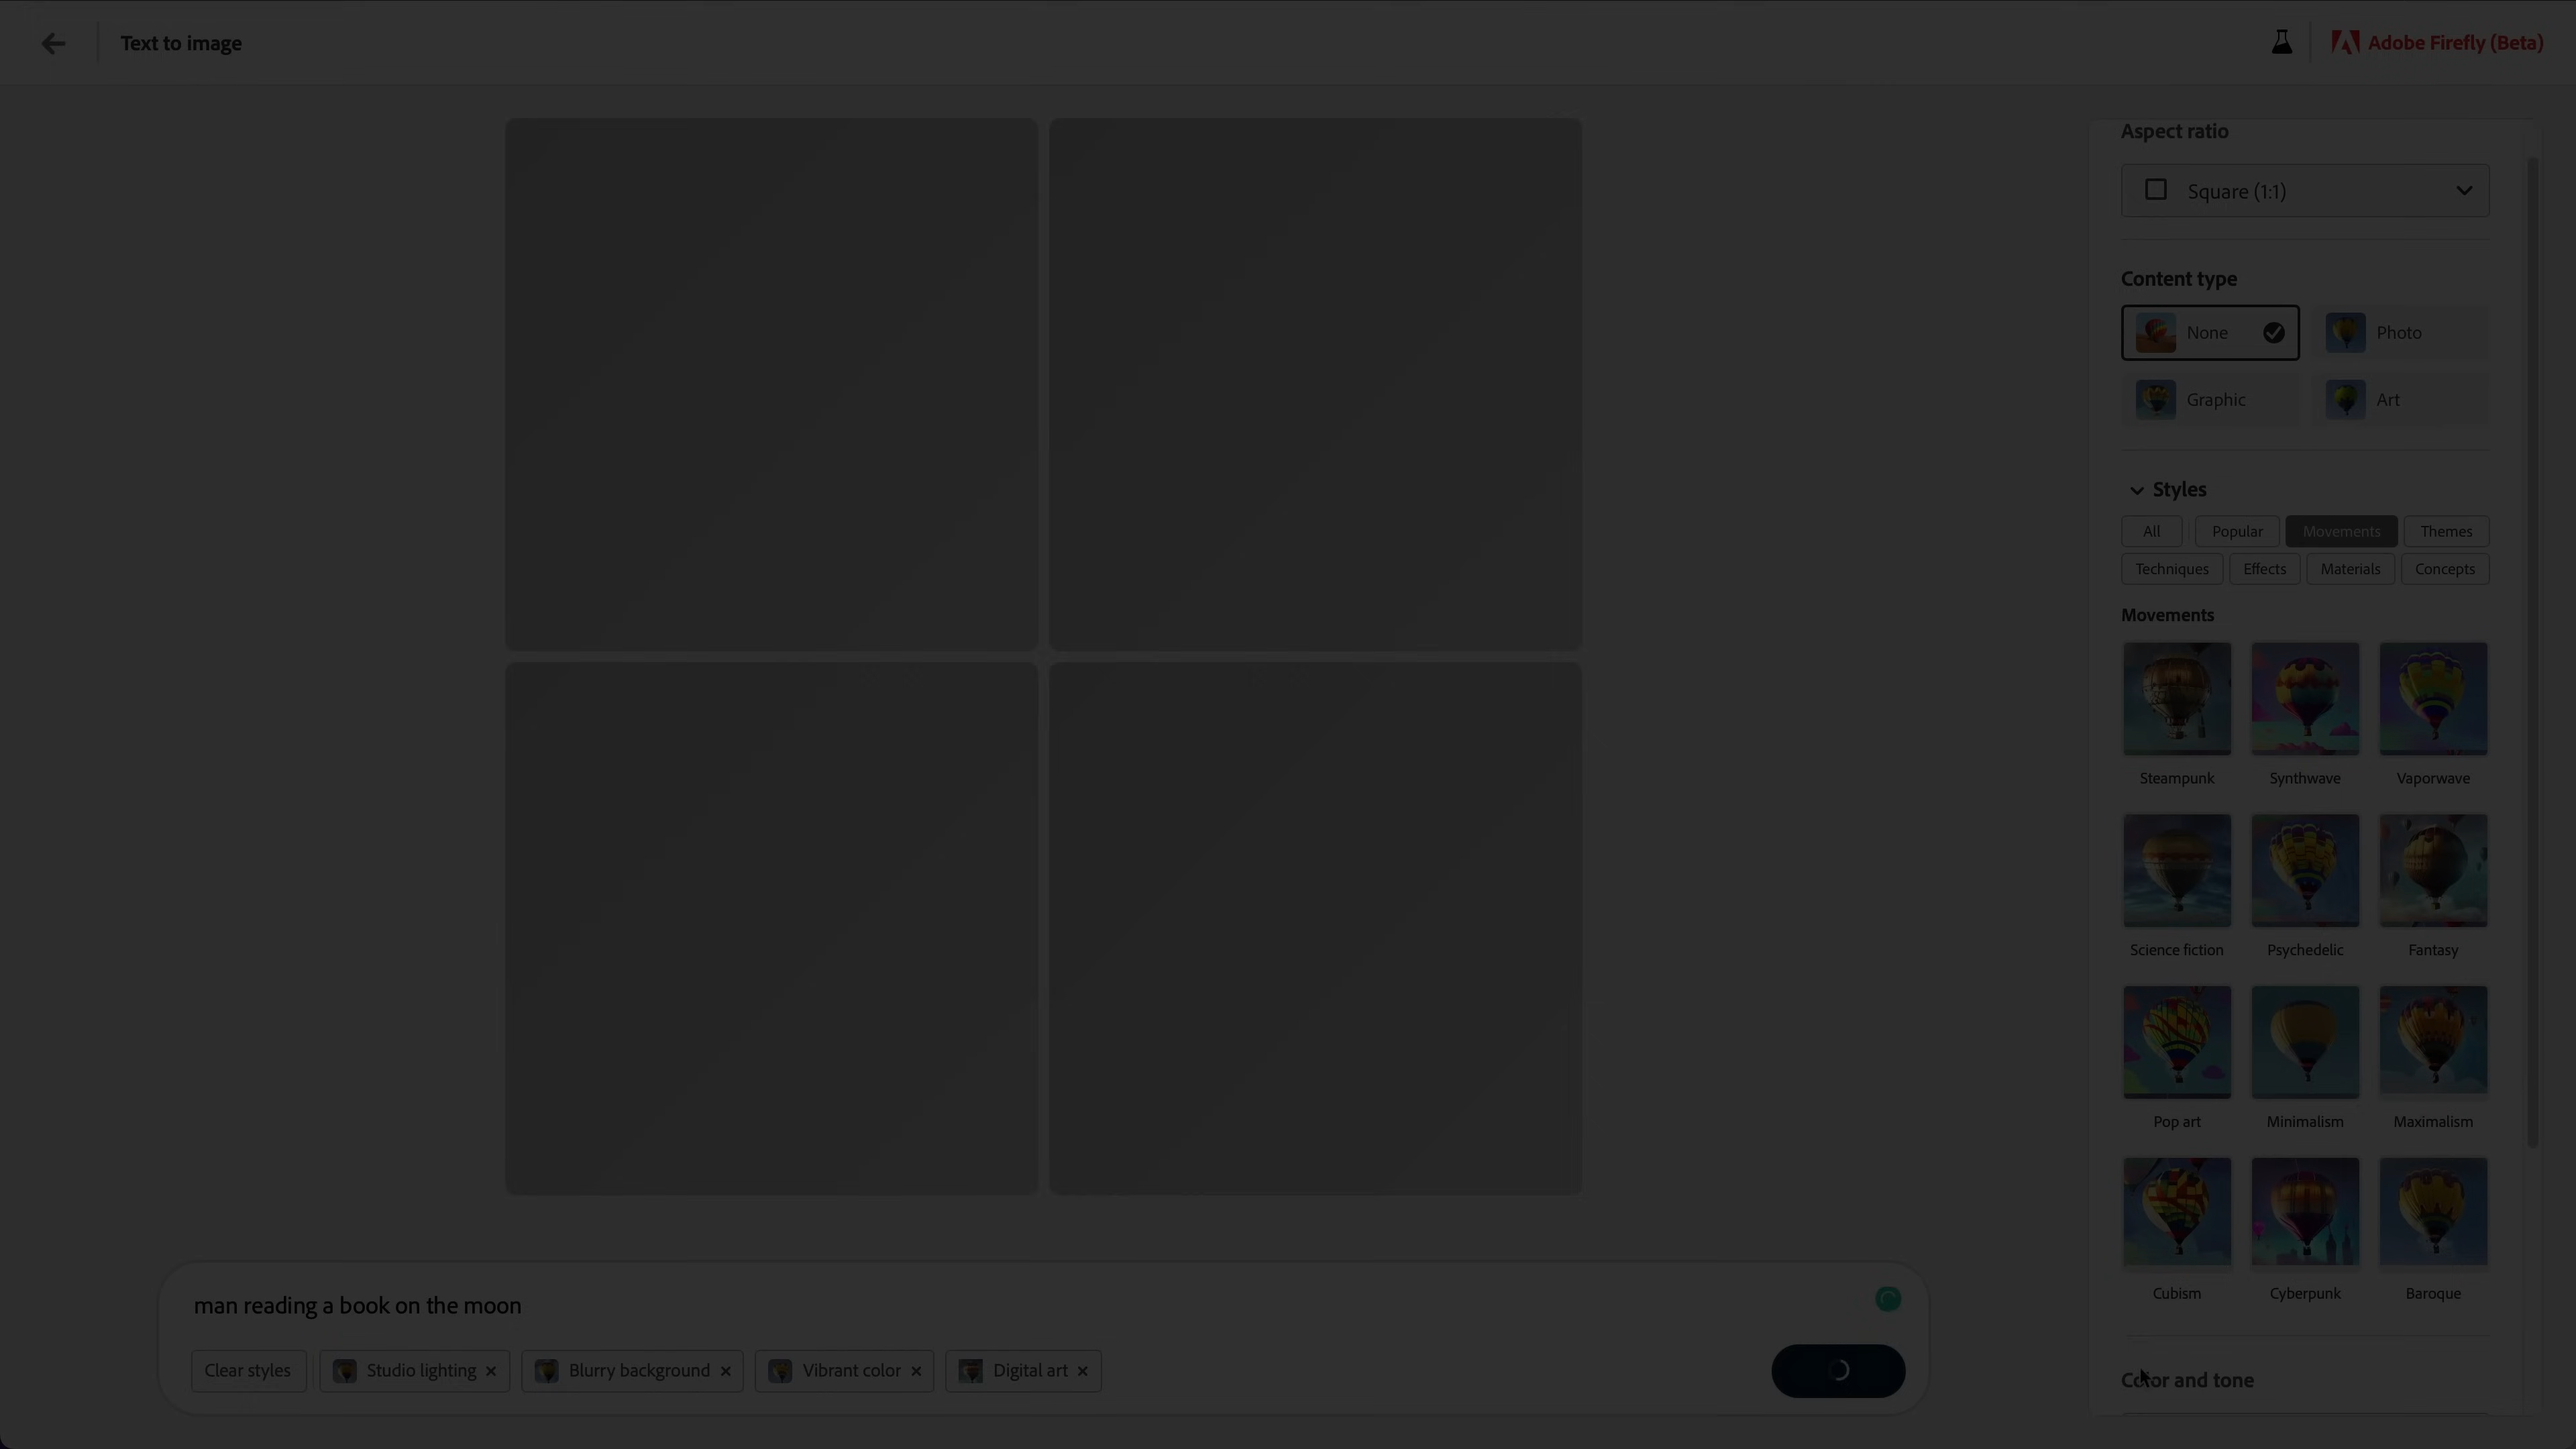 Text to image
Adobe Firefly (Beta)
Aspect ratio
Square (1:1)
Content type
None
Photo
Graphic
Art
Styles
All
Popular
Movements
Themes
Techniques
Effects
Materials
Concepts
Movements
Steampunk
Synthwave
Vaporwave
Science fiction
Psychedelic
Fantasy
Pop art
Minimalism
Maximalism
Cubism
Cyberpunk
Baroque
Color and tone
man reading a book on the moon
Clear styles
Studio lighting
Blurry background
Vibrant color
Digital art